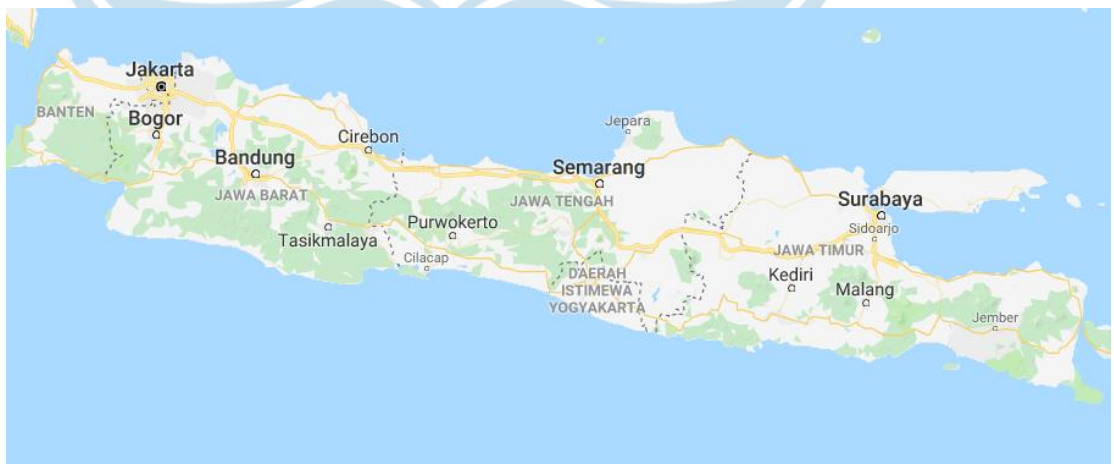 Jakarta
BANTEN
Bogor
Cirebon
Bandung
JAWA BARAT
Tasikmalaya
Purwokerto
Cilacap
Jepara
Semarang
JAWA TENGAH
DAERAH
ISTIMEWA
YOGYAKARTA
Surabaya
Sidoarjo
JAWA TIMUR
Kediri
Malang
Jember